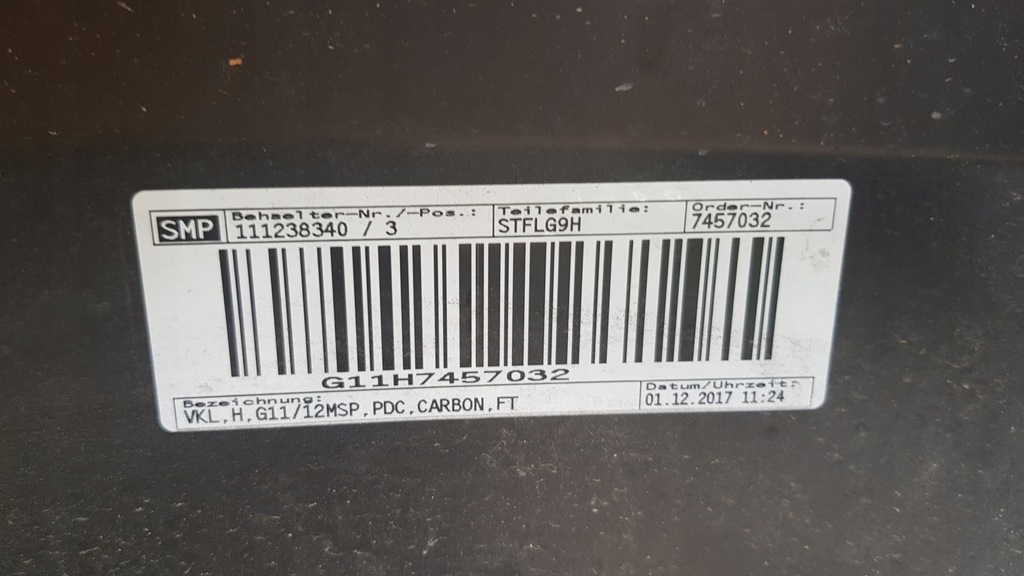 SMP
Behaelter-Nr./-Pos.:
111238340 / 3
Teilefamilie:
STFLG9H
Order-Nr.:
7457032
G11H7457032
Bezeichnung:
VKL,H,G11/12MSP,PDC,CARBON,FT
Datum/Uhrzeit:
01.12.2017 11:24